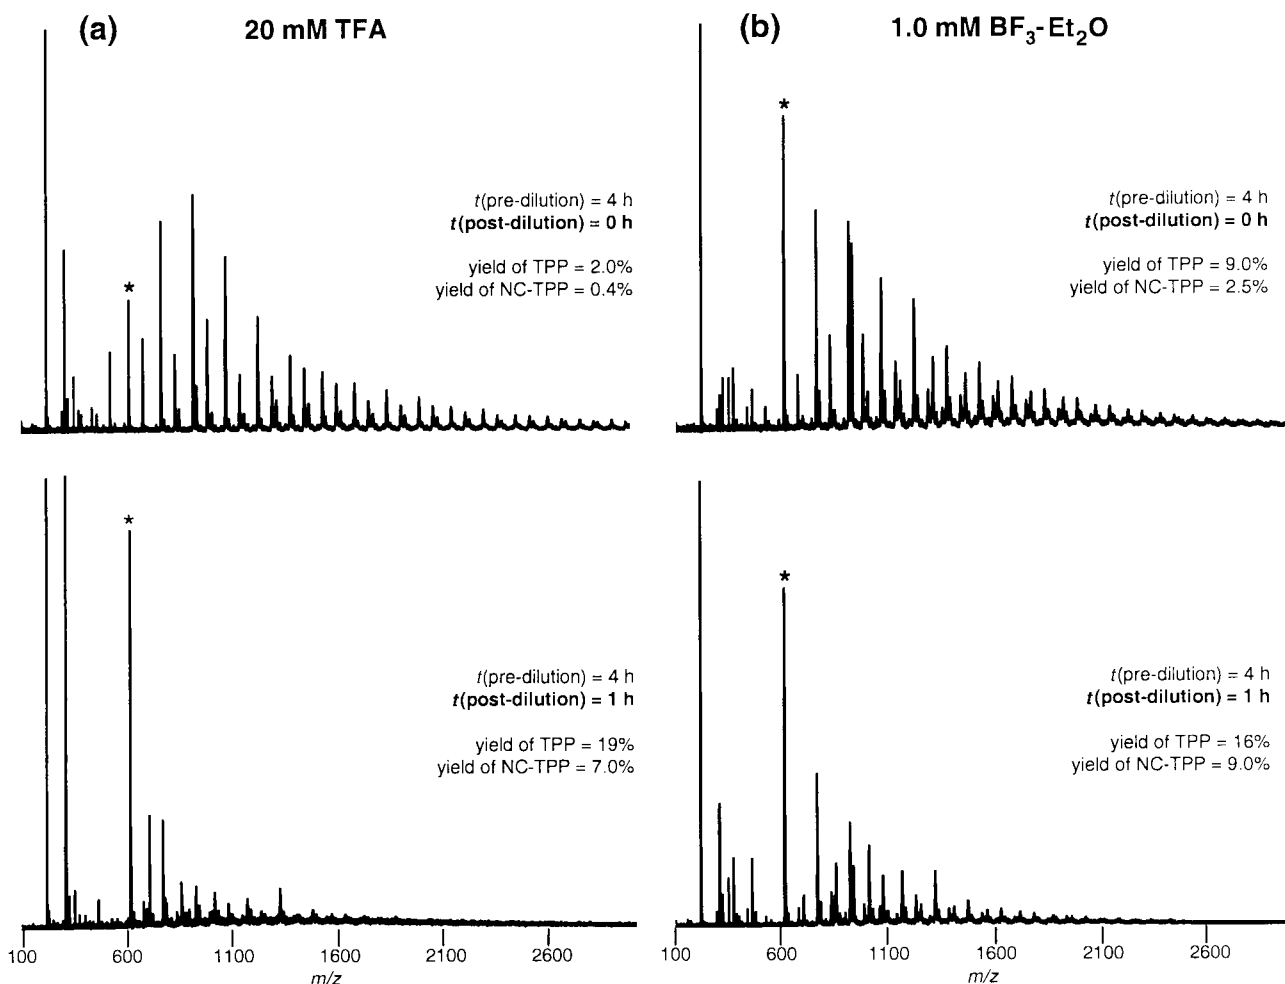 (a) 20 mM TFA
*
t(pre-dilution) = 4 h
t(post-dilution) = 0 h
yield of TPP = 2.0%
yield of NC-TPP = 0.4%
(b) 1.0 mM BF₃-Et₂O
*
t(pre-dilution) = 4 h
t(post-dilution) = 0 h
yield of TPP = 9.0%
yield of NC-TPP = 2.5%
*
t(pre-dilution) = 4 h
t(post-dilution) = 1 h
yield of TPP = 19%
yield of NC-TPP = 7.0%
100 600 1100 1600 2100 2600
m/z
*
t(pre-dilution) = 4 h
t(post-dilution) = 1 h
yield of TPP = 16%
yield of NC-TPP = 9.0%
100 600 1100 1600 2100 2600
m/z